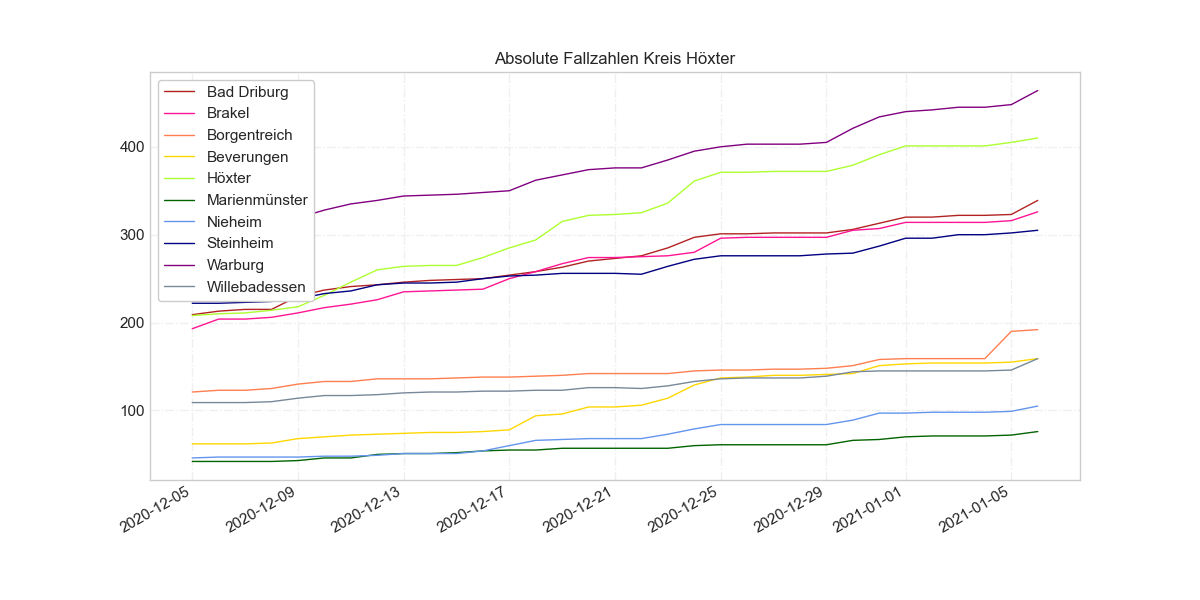 Absolute Fallzahlen Kreis Höxter
Bad Driburg
Brakel
Borgentreich
Beverungen
Höxter
Marienmünster
Nieheim
Steinheim
Warburg
Willebadessen
400
300
200
100
2020-12-05
2020-12-09
2020-12-13
2020-12-17
2020-12-21
2020-12-25
2020-12-29
2021-01-01
2021-01-05